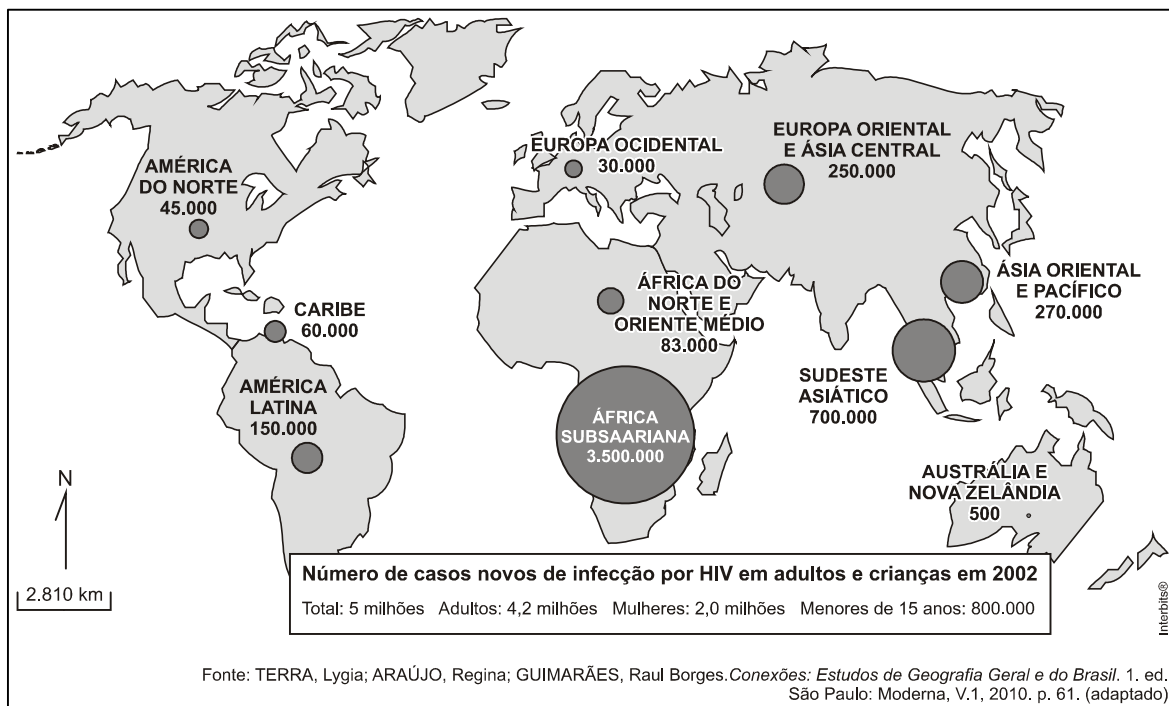 AMÉRICA
DO NORTE
45.000
EUROPA OCIDENTAL
30.000
EUROPA ORIENTAL
E ÁSIA CENTRAL
250.000
CARIBE
60.000
ÁFRICA DO
NORTE E
ORIENTE MÉDIO
83.000
ÁSIA ORIENTAL
E PACÍFICO
270.000
AMÉRICA
LATINA
150.000
ÁFRICA
SUBSAARIANA
3.500.000
SUDESTE
ASIÁTICO
700.000
AUSTRÁLIA E
NOVA ZELÂNDIA
500
N
2.810 km
Número de casos novos de infecção por HIV em adultos e crianças em 2002
Total: 5 milhões Adultos: 4,2 milhões Mulheres: 2,0 milhões Menores de 15 anos: 800.000
Interbits®
Fonte: TERRA, Lygia; ARAÚJO, Regina; GUIMARÃES, Raul Borges.Conexões: Estudos de Geografia Geral e do Brasil. 1. ed.
São Paulo: Moderna, V.1, 2010. p. 61. (adaptado)